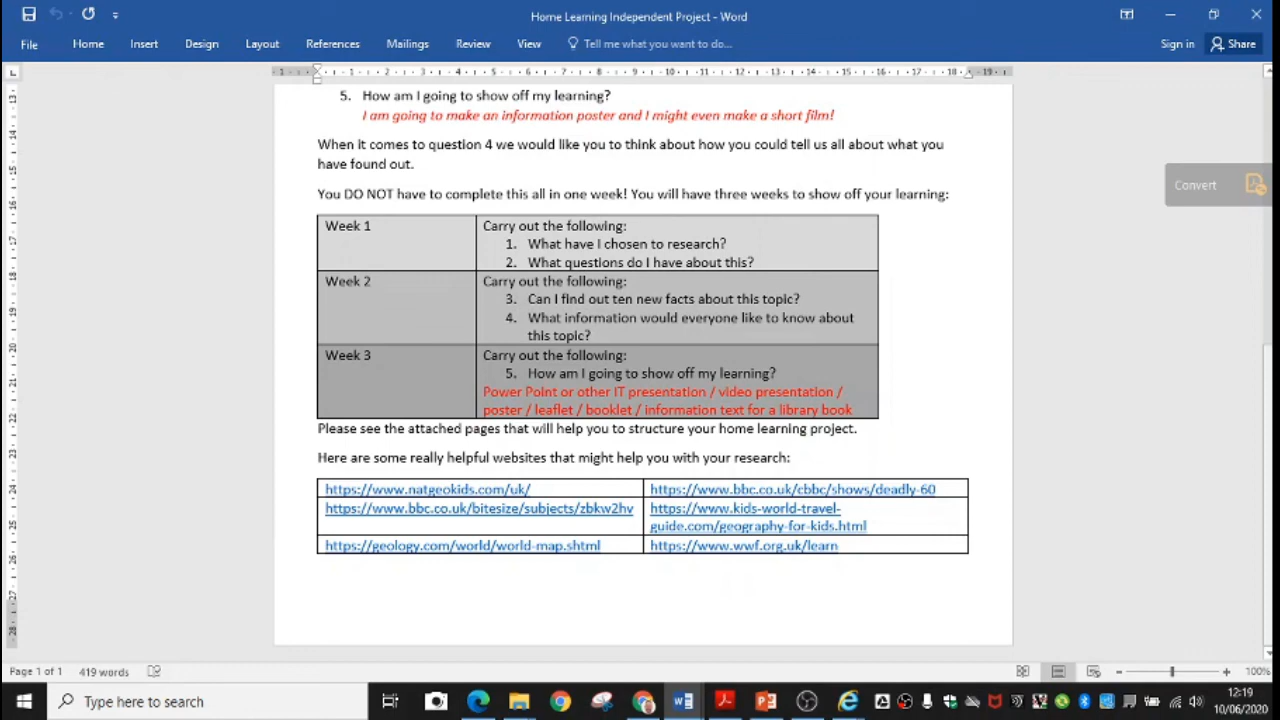 Home Learning Independent Project - Word
File Home Insert Design Layout References Mailings Review View Tell me what you want to do... Sign in Share
5. How am I going to show off my learning?
I am going to make an information poster and I might even make a short film!
When it comes to question 4 we would like you to think about how you could tell us all about what you
have found out.
You DO NOT have to complete this all in one week! You will have three weeks to show off your learning:
Convert
Week 1
Carry out the following:
1. What have I chosen to research?
2. What questions do I have about this?
Week 2
Carry out the following:
3. Can I find out ten new facts about this topic?
4. What information would everyone like to know about
this topic?
Week 3
Carry out the following:
5. How am I going to show off my learning?
Power Point or other IT presentation / video presentation /
poster / leaflet / booklet / information text for a library book
Please see the attached pages that will help you to structure your home learning project.
Here are some really helpful websites that might help you with your research:
https://www.natgeokids.com/uk/
https://www.bbc.co.uk/cbbc/shows/deadly-60
https://www.bbc.co.uk/bitesize/subjects/zbkw2hv
https://www.kids-world-travel-
guide.com/geography-for-kids.html
https://geology.com/world/world-map.shtml
https://www.wwf.org.uk/learn
Page 1 of 1 419 words 100%
Type here to search
12:19
10/06/2020